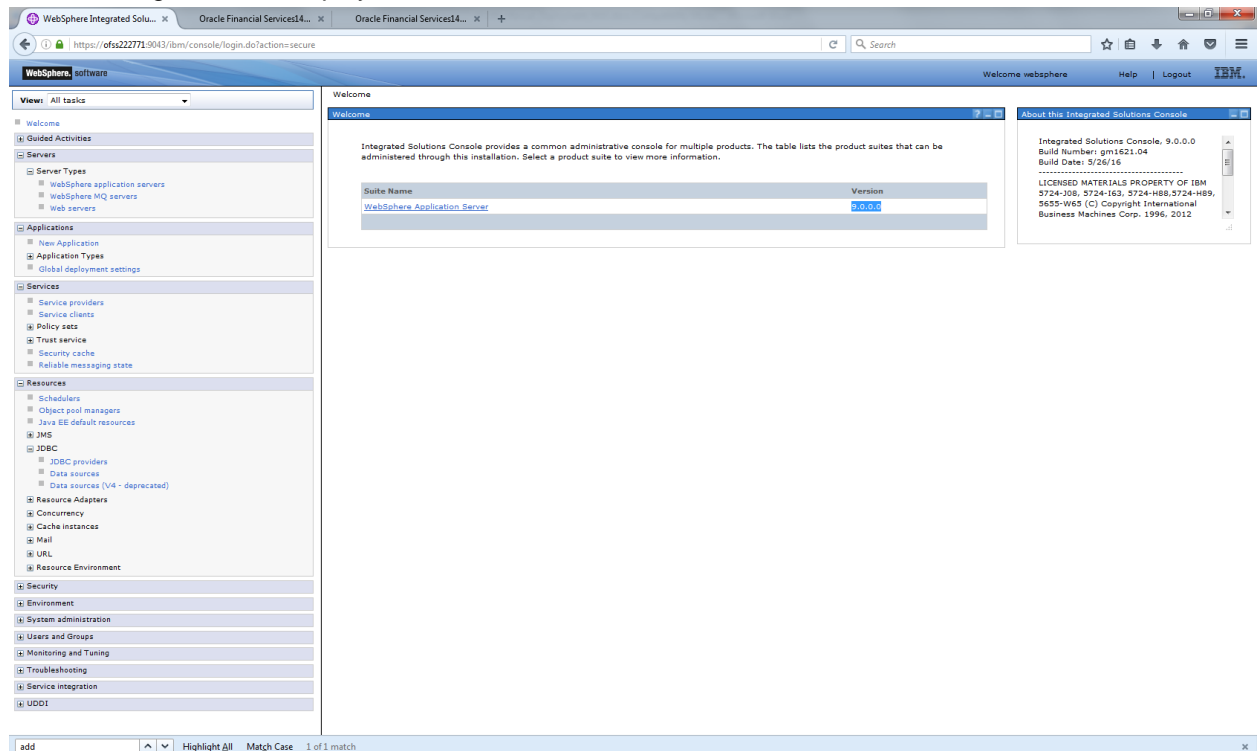 WebSphere Integrated Solu... ×
Oracle Financial Services14... ×
Oracle Financial Services14... ×
+
https://ofss222771:9043/ibm/console/login.do?action=secure
Search
WebSphere. software
Welcome websphere
Help | Logout
IBM.
View: All tasks
Welcome
Guided Activities
Servers
Server Types
WebSphere application servers
WebSphere MQ servers
Web servers
Applications
New Application
Application Types
Global deployment settings
Services
Service providers
Service clients
Policy sets
Trust service
Security cache
Reliable messaging state
Resources
Schedulers
Object pool managers
Java EE default resources
JMS
JDBC
JDBC providers
Data sources
Data sources (V4 - deprecated)
Resource Adapters
Concurrency
Cache instances
Mail
URL
Resource Environment
Security
Environment
System administration
Users and Groups
Monitoring and Tuning
Troubleshooting
Service integration
UDDI
Welcome
Welcome
Integrated Solutions Console provides a common administrative console for multiple products. The table lists the product suites that can be
administered through this installation. Select a product suite to view more information.
Suite Name Version
WebSphere Application Server 9.0.0.0
About this Integrated Solutions Console
Integrated Solutions Console, 9.0.0.0
Build Number: gm1621.04
Build Date: 5/26/16
----------------------------------------
LICENSED MATERIALS PROPERTY OF IBM
5724-J08, 5724-I63, 5724-H88,5724-H89,
5655-W65 (C) Copyright International
Business Machines Corp. 1996, 2012
add
Highlight All Match Case 1 of 1 match
×